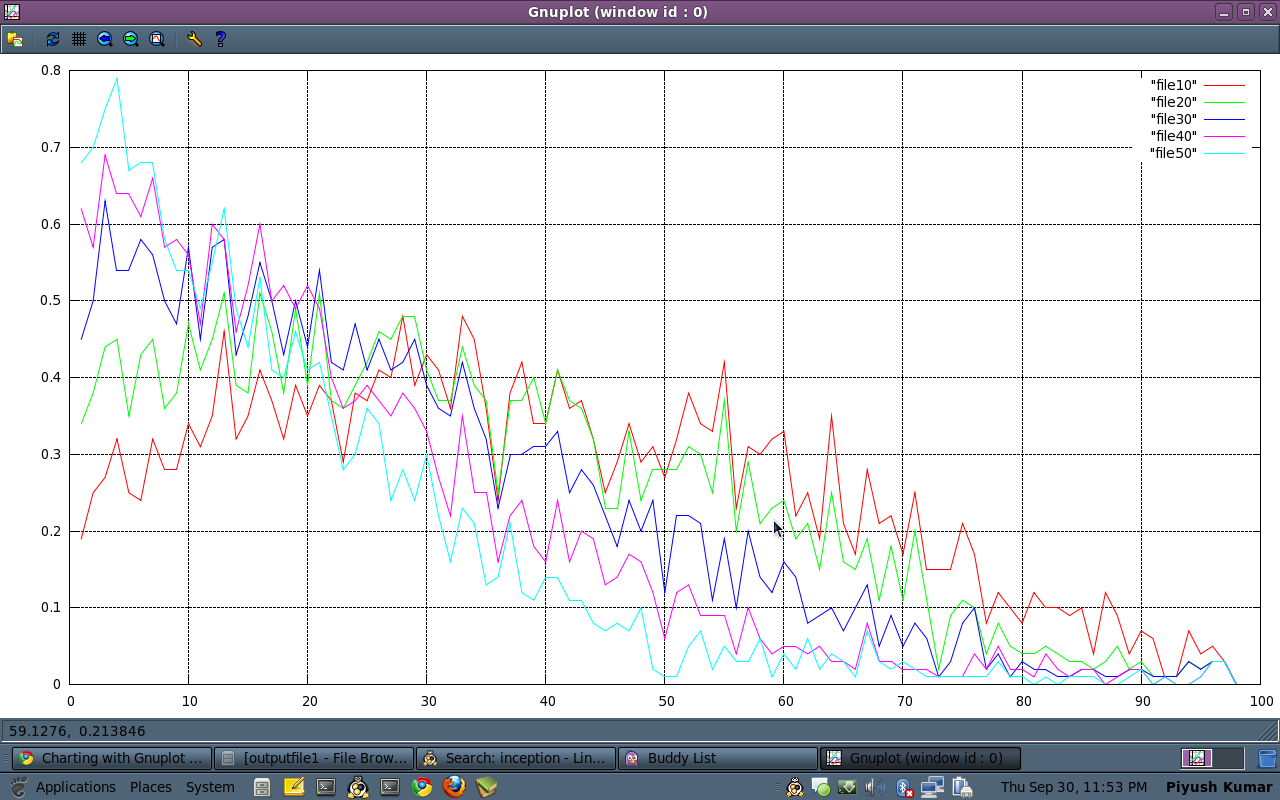 Gnuplot (window id : 0)
0.8
0.7
0.6
0.5
0.4
0.3
0.2
0.1
0
"file10"
"file20"
"file30"
"file40"
"file50"
0 10 20 30 40 50 60 70 80 90 100
59.1276, 0.213846
Charting with Gnuplot ... [outputfile1 - File Brow... Search: inception - Lin... Buddy List Gnuplot (window id : 0)
Applications Places System Thu Sep 30, 11:53 PM Piyush Kumar